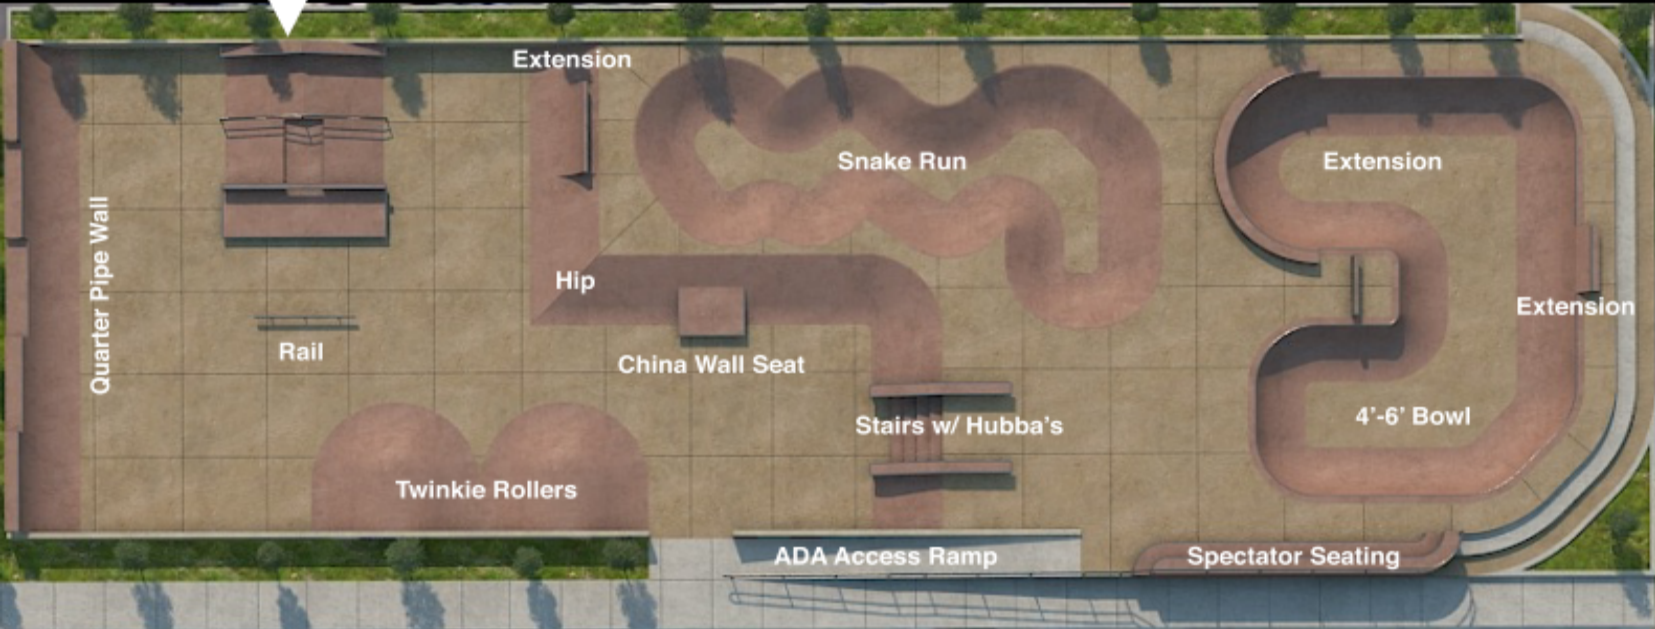 Extension
Snake Run
Extension
Quarter Pipe Wall
Hip
Extension
Rail
China Wall Seat
Stairs w/ Hubba's
4'-6' Bowl
Twinkie Rollers
ADA Access Ramp
Spectator Seating